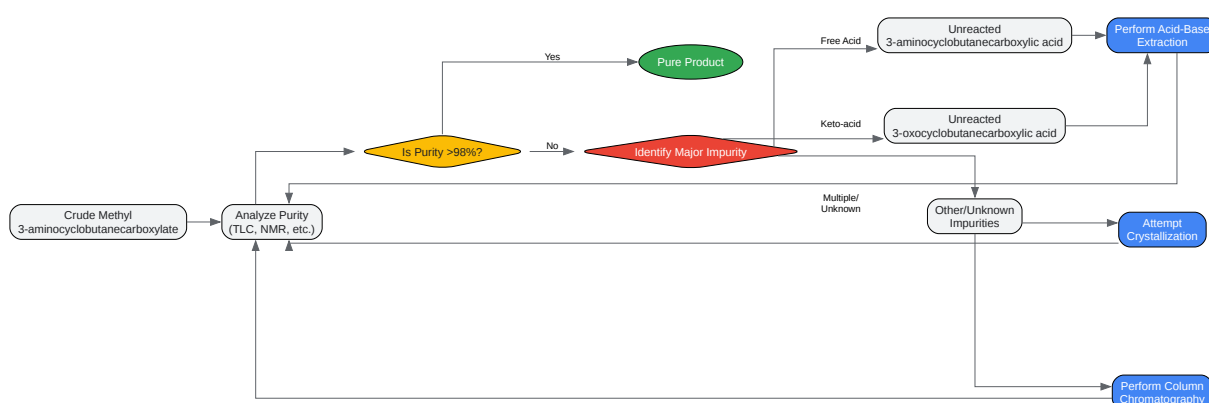 Crude Methyl
3-aminocyclobutanecarboxylate
Analyze Purity
(TLC, NMR, etc.)
Is Purity >98%?
Yes
Pure Product
No
Identify Major Impurity
Free Acid
Unreacted
3-aminocyclobutanecarboxylic acid
Perform Acid-Base
Extraction
Keto-acid
Unreacted
3-oxocyclobutanecarboxylic acid
Multiple/
Unknown
Other/Unknown
Impurities
Attempt
Crystallization
Perform Column
Chromatography